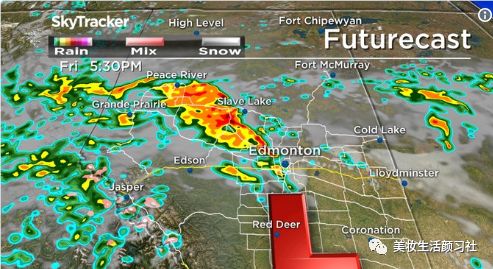 SkyTracker
Rain Mix Snow
Fri 5:30PM
Futurecast
High Level
Fort Chipewyan
Fort McMurray
Peace River
Grande Prairie
Slave Lake
Cold Lake
Edmonton
Edson
Lloydminster
Jasper
Red Deer
Coronation
美妆生活颜习社